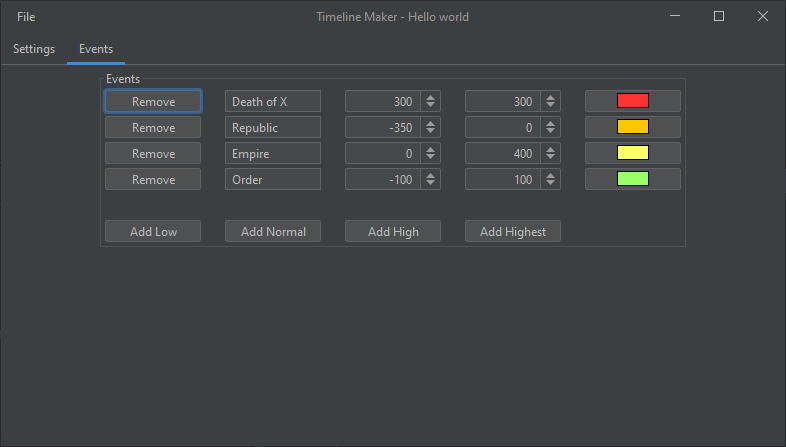 File Timeline Maker - Hello world
Settings Events
Events
Remove Death of X 300 300
Remove Republic -350 0
Remove Empire 0 400
Remove Order -100 100
Add Low Add Normal Add High Add Highest